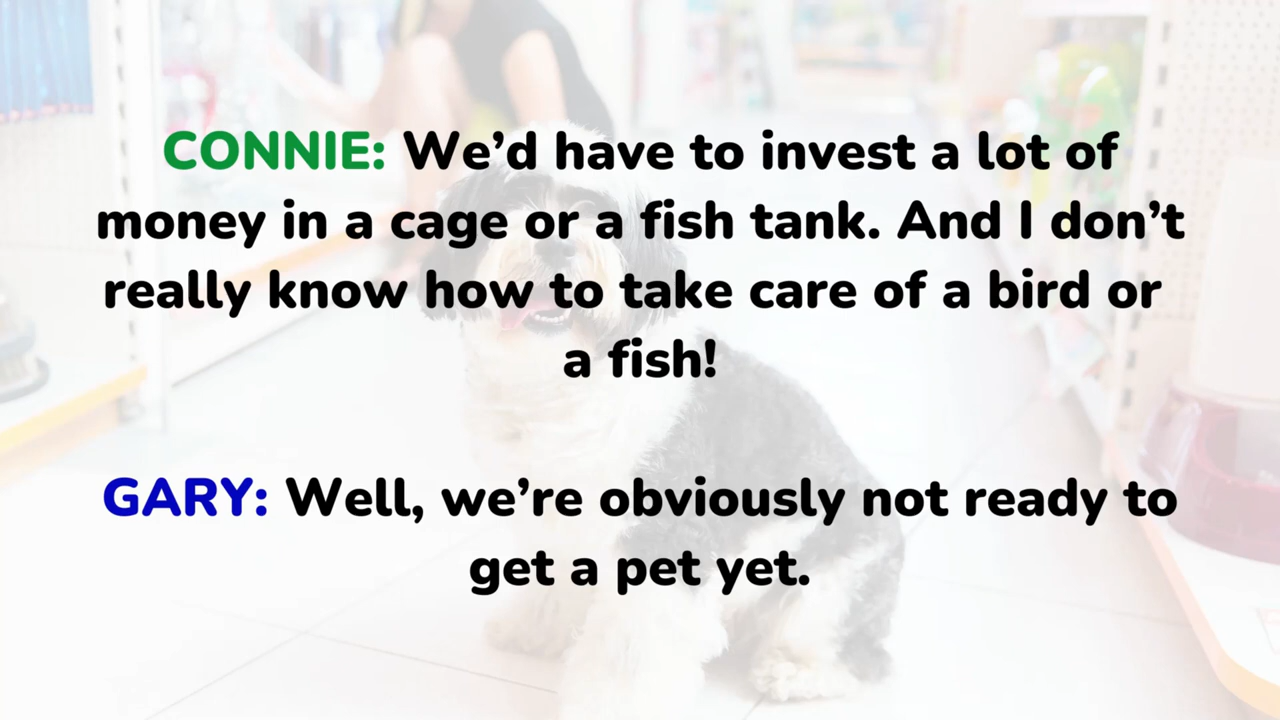 CONNIE: We’d have to invest a lot of
money in a cage or a fish tank. And I don’t
really know how to take care of a bird or
a fish!
GARY: Well, we’re obviously not ready to
get a pet yet.